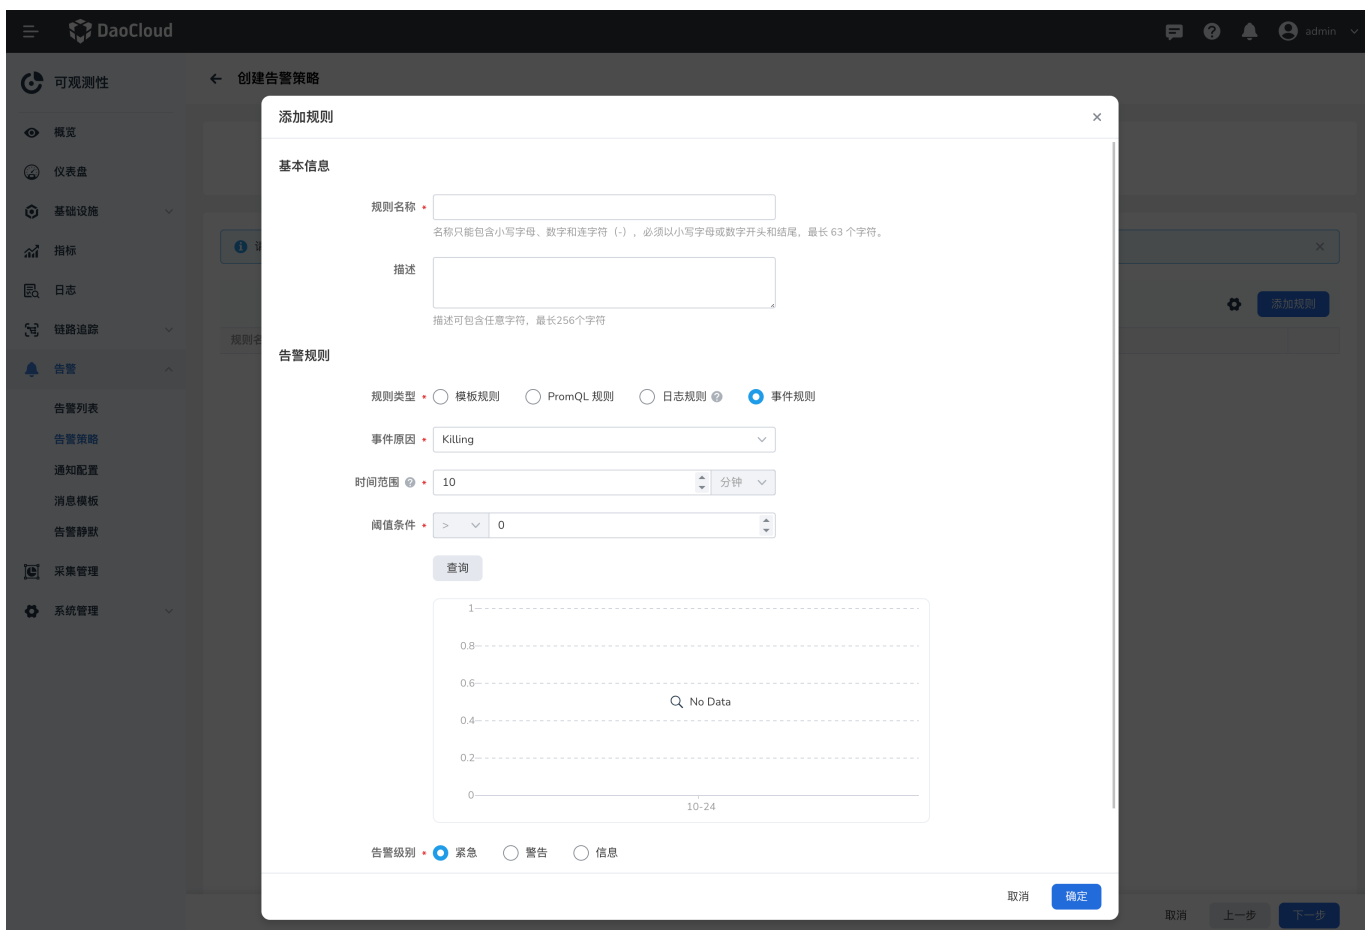 DaoCloud
admin
可观测性
创建告警策略
概览
仪表盘
基础设施
指标
日志
链路追踪
告警
告警列表
告警策略
通知配置
消息模板
告警静默
采集管理
系统管理
添加规则
规则名
添加规则
基本信息
规则名称
名称只能包含小写字母、数字和连字符（-），必须以小写字母或数字开头和结尾，最长 63 个字符。
描述
描述可包含任意字符，最长256个字符
告警规则
规则类型 模板规则 PromQL 规则 日志规则 事件规则
事件原因 Killing
时间范围 10 分钟
阈值条件 > 0
查询
1
0.8
0.6
No Data
0.4
0.2
0
10-24
告警级别 紧急 警告 信息
取消 确定
取消 上一步 下一步